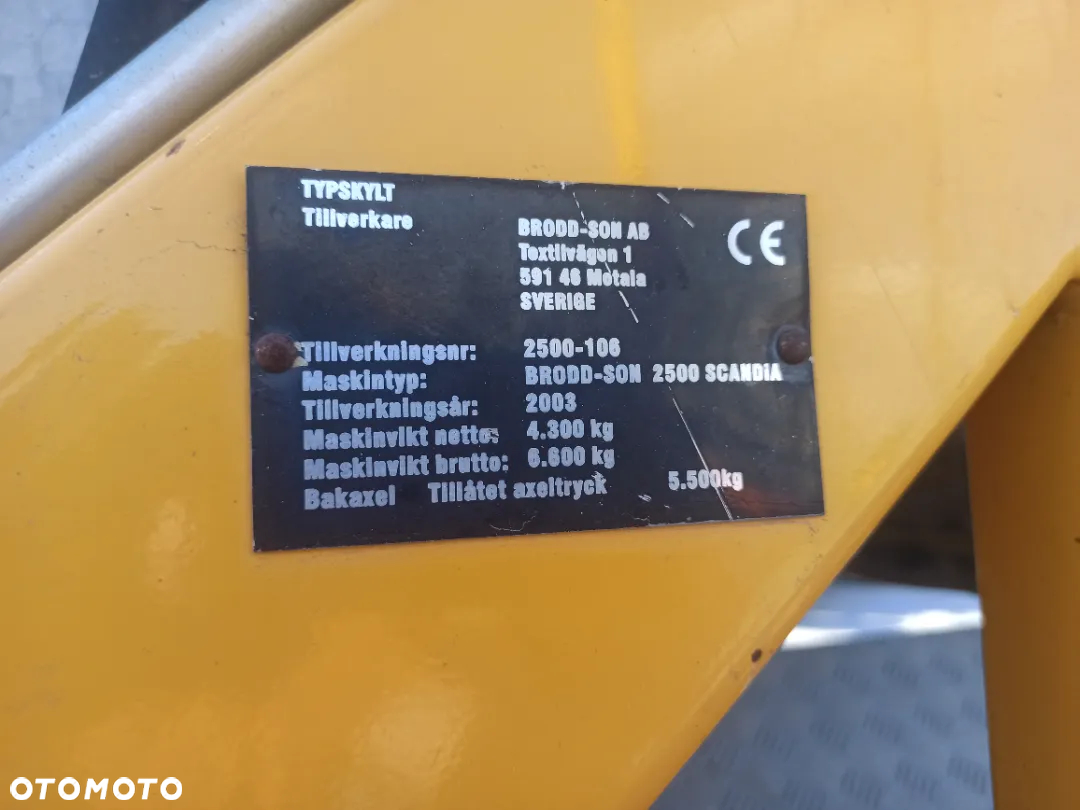 TYPSKYLT
Tillverkare
BRODD-SON AB
Textilvägen 1
591 46 Motala
SVERIGE
CE
Tillverkningsnr: 2500-106
Maskintyp: BRODD-SON 2500 SCANDiA
Tillverkningsår: 2003
Maskinvikt netto: 4.300 kg
Maskinvikt brutto: 6.600 kg
Bakaxel Tillåtet axeltryck 5.500kg
OTOMOTO